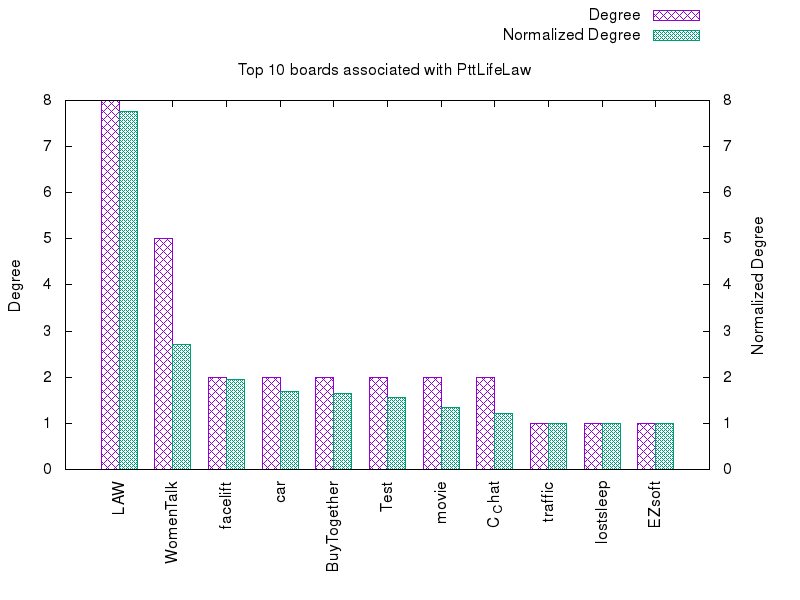 Degree
Normalized Degree
Top 10 boards associated with PttLifeLaw
8
7
6
5
4
3
2
1
0
Degree
8
7
6
5
4
3
2
1
0
Normalized Degree
LAW
WomenTalk
facelift
car
BuyTogether
Test
movie
C_chat
traffic
lostsleep
EZsoft